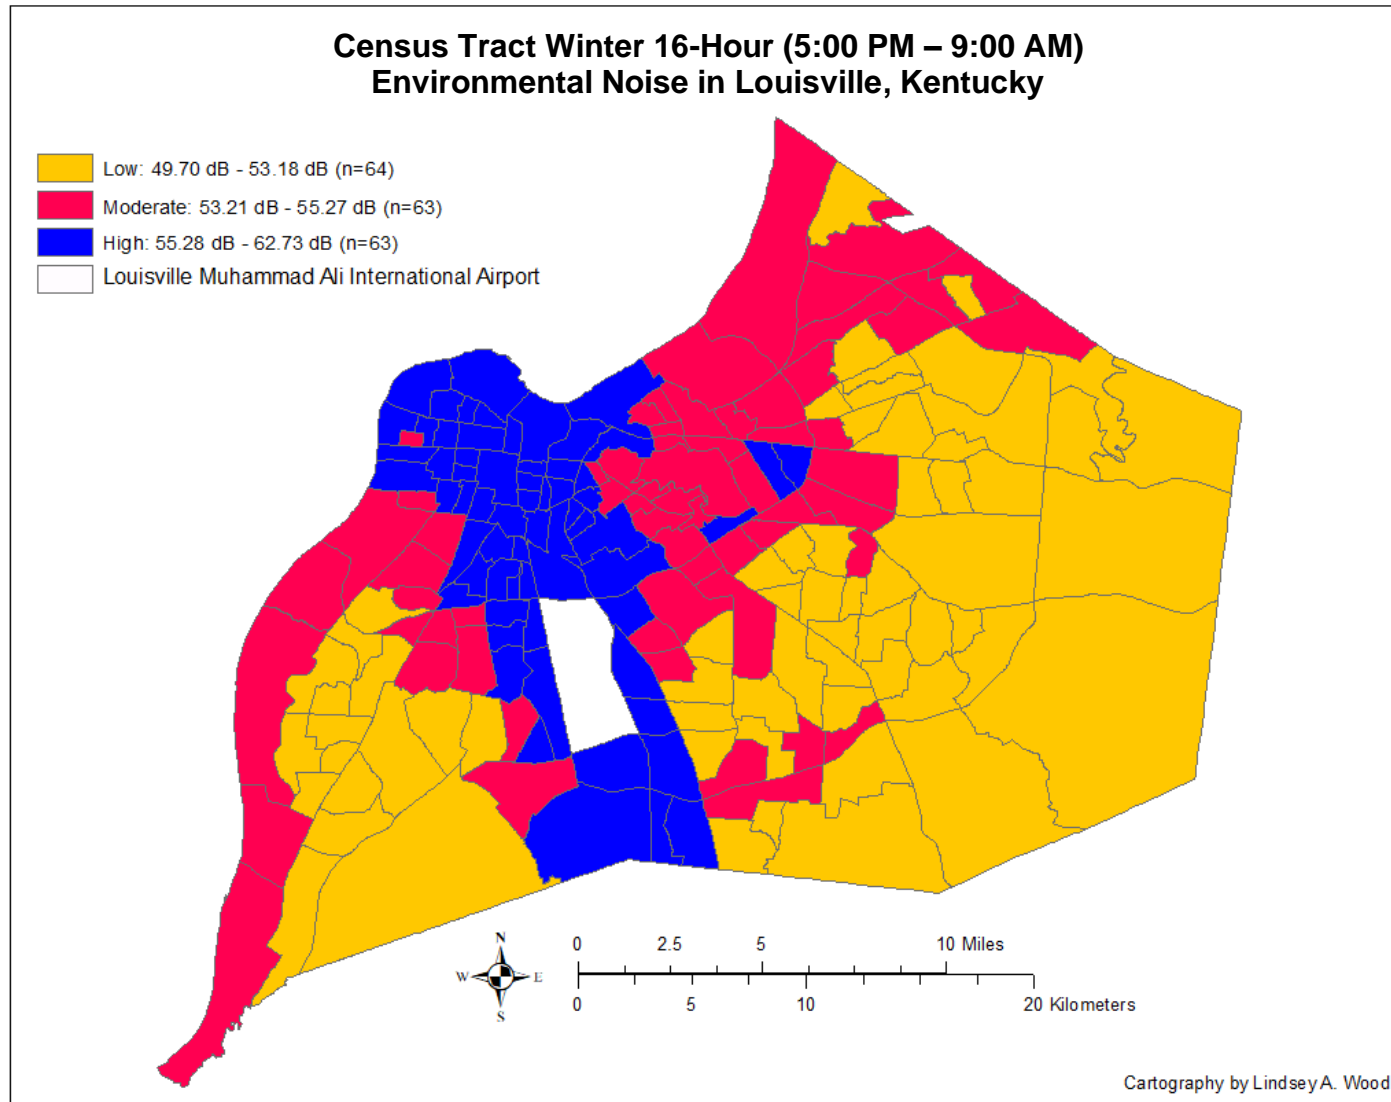 Census Tract Winter 16-Hour (5:00 PM – 9:00 AM)
Environmental Noise in Louisville, Kentucky
Low: 49.70 dB - 53.18 dB (n=64)
Moderate: 53.21 dB - 55.27 dB (n=63)
High: 55.28 dB - 62.73 dB (n=63)
Louisville Muhammad Ali International Airport
N
W E
S
0 2.5 5 10 Miles
0 5 10 20 Kilometers
Cartography by Lindsey A. Wood